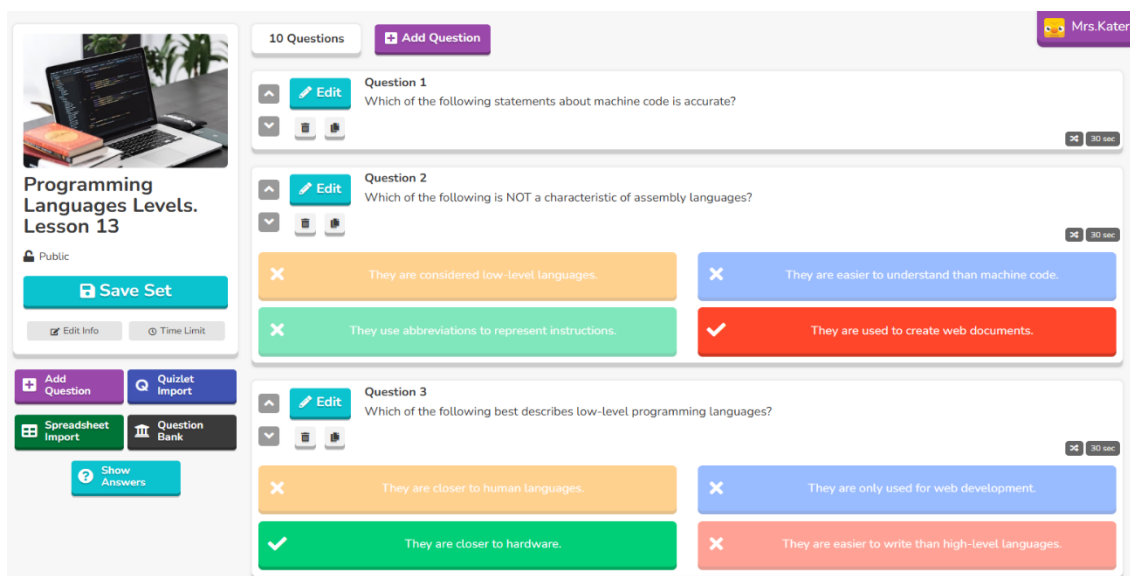 10 Questions
Add Question
Mrs.Kater
Programming
Languages Levels.
Lesson 13
Public
Save Set
Edit Info
Time Limit
Add
Question
Quizlet
Import
Spreadsheet
Import
Question
Bank
Show
Answers
Edit
Question 1
Which of the following statements about machine code is accurate?
30 sec
Edit
Question 2
Which of the following is NOT a characteristic of assembly languages?
30 sec
They are considered low-level languages.
They are easier to understand than machine code.
They use abbreviations to represent instructions.
They are used to create web documents.
Edit
Question 3
Which of the following best describes low-level programming languages?
30 sec
They are closer to human languages.
They are only used for web development.
They are closer to hardware.
They are easier to write than high-level languages.